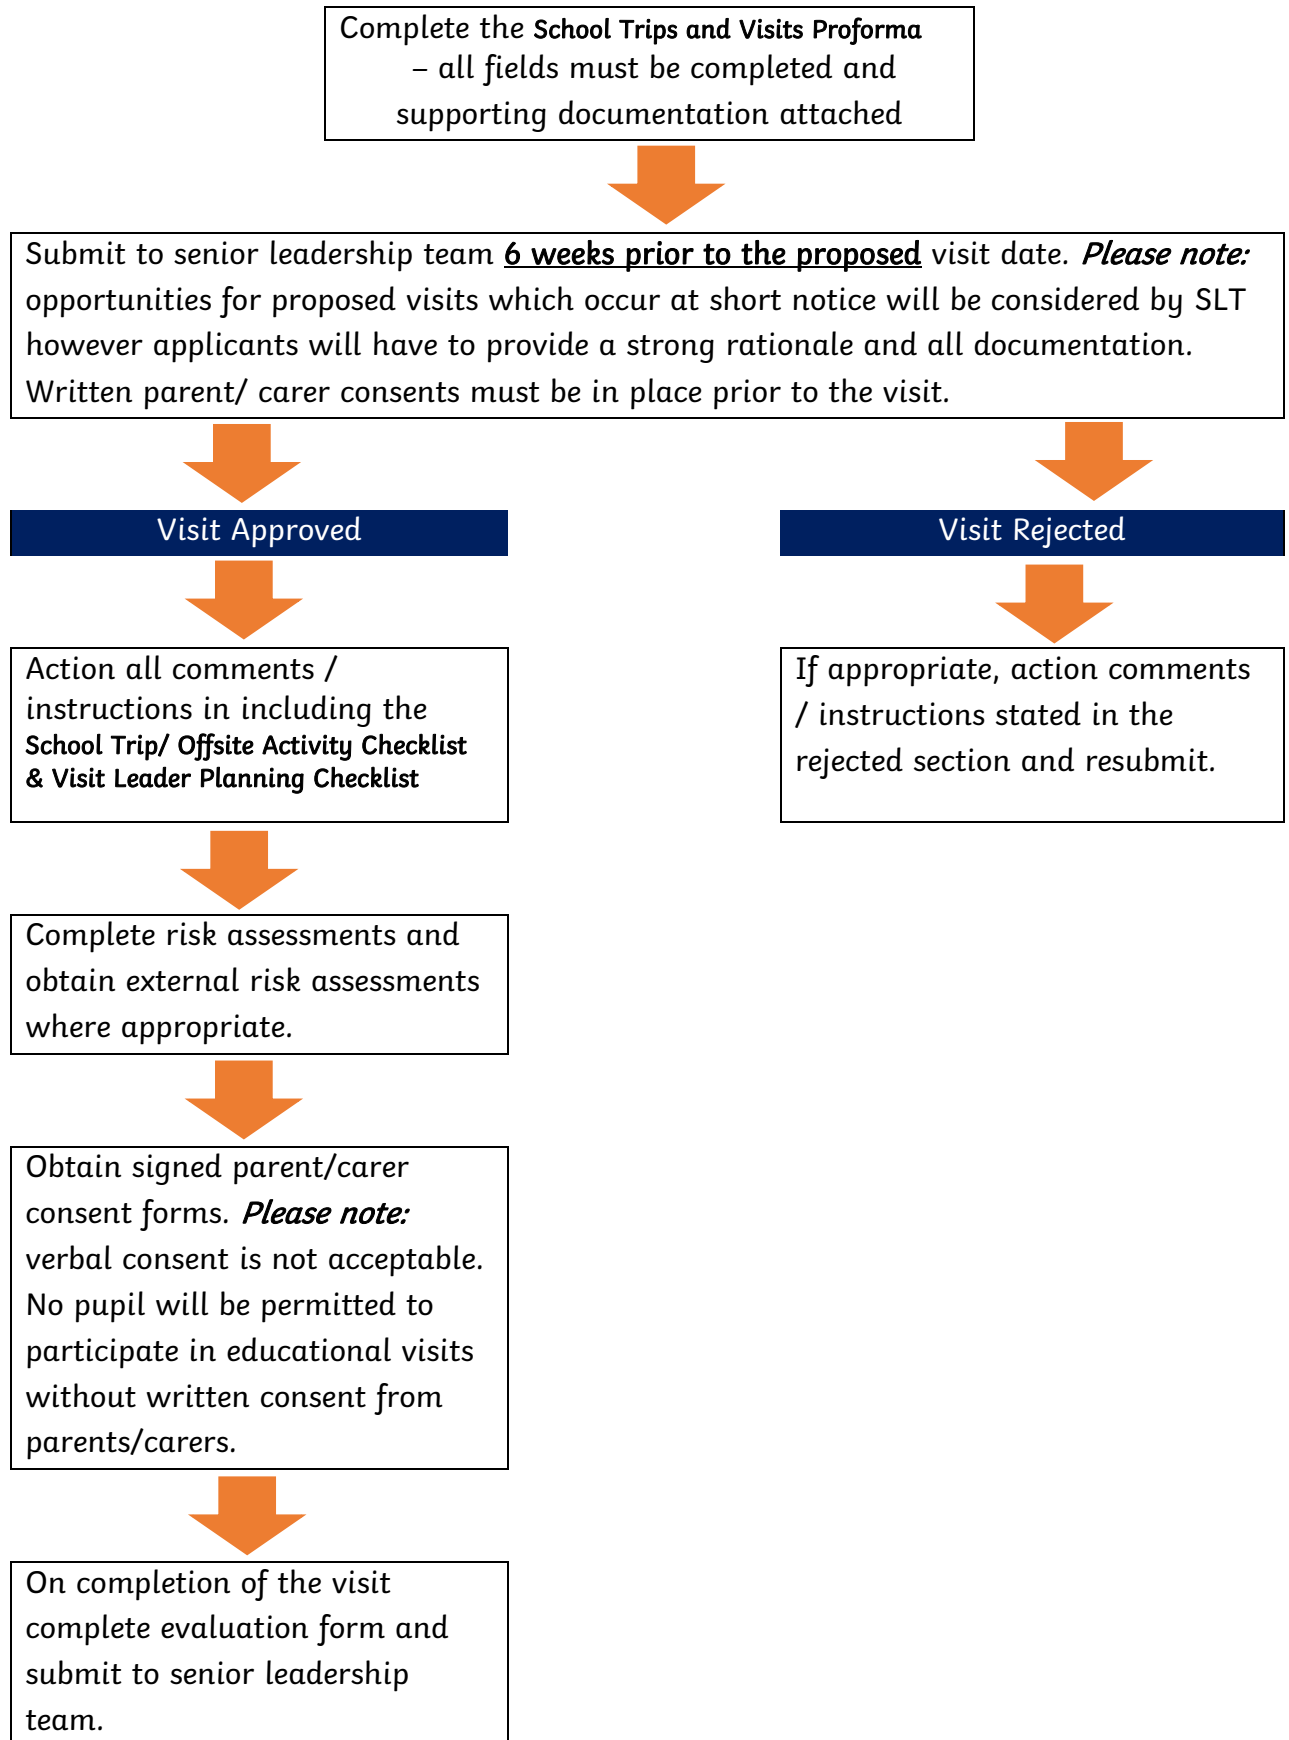 Complete the School Trips and Visits Proforma
– all fields must be completed and
supporting documentation attached
Submit to senior leadership team 6 weeks prior to the proposed visit date. Please note:
opportunities for proposed visits which occur at short notice will be considered by SLT
however applicants will have to provide a strong rationale and all documentation.
Written parent/ carer consents must be in place prior to the visit.
Visit Approved
Visit Rejected
Action all comments /
instructions in including the
School Trip/ Offsite Activity Checklist
& Visit Leader Planning Checklist
If appropriate, action comments
/ instructions stated in the
rejected section and resubmit.
Complete risk assessments and
obtain external risk assessments
where appropriate.
Obtain signed parent/carer
consent forms. Please note:
verbal consent is not acceptable.
No pupil will be permitted to
participate in educational visits
without written consent from
parents/carers.
On completion of the visit
complete evaluation form and
submit to senior leadership
team.